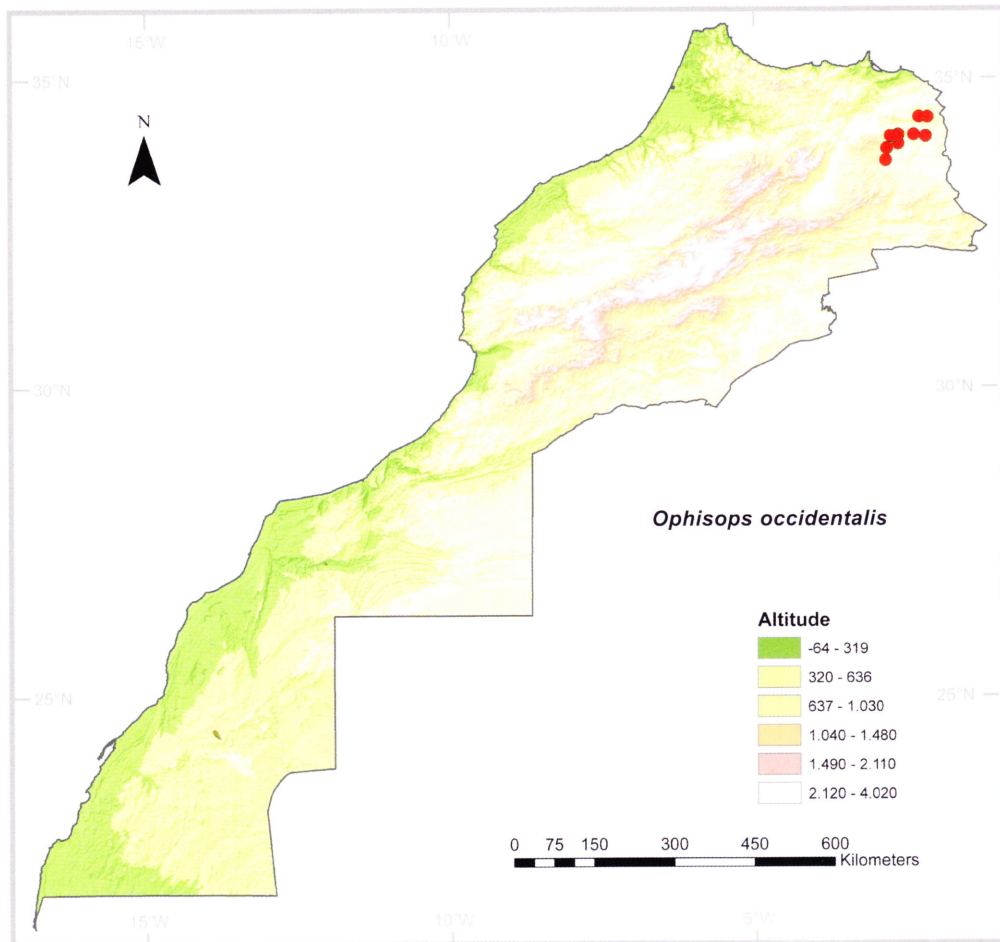 15°W 10°W
35°N 35°N
N
30°N 30°N
Ophisops occidentalis
Altitude
-64 - 319
320 - 636
637 - 1.030
1.040 - 1.480
1.490 - 2.110
2.120 - 4.020
25°N 25°N
0 75 150 300 450 600
Kilometers
15°W 10°W 5°W